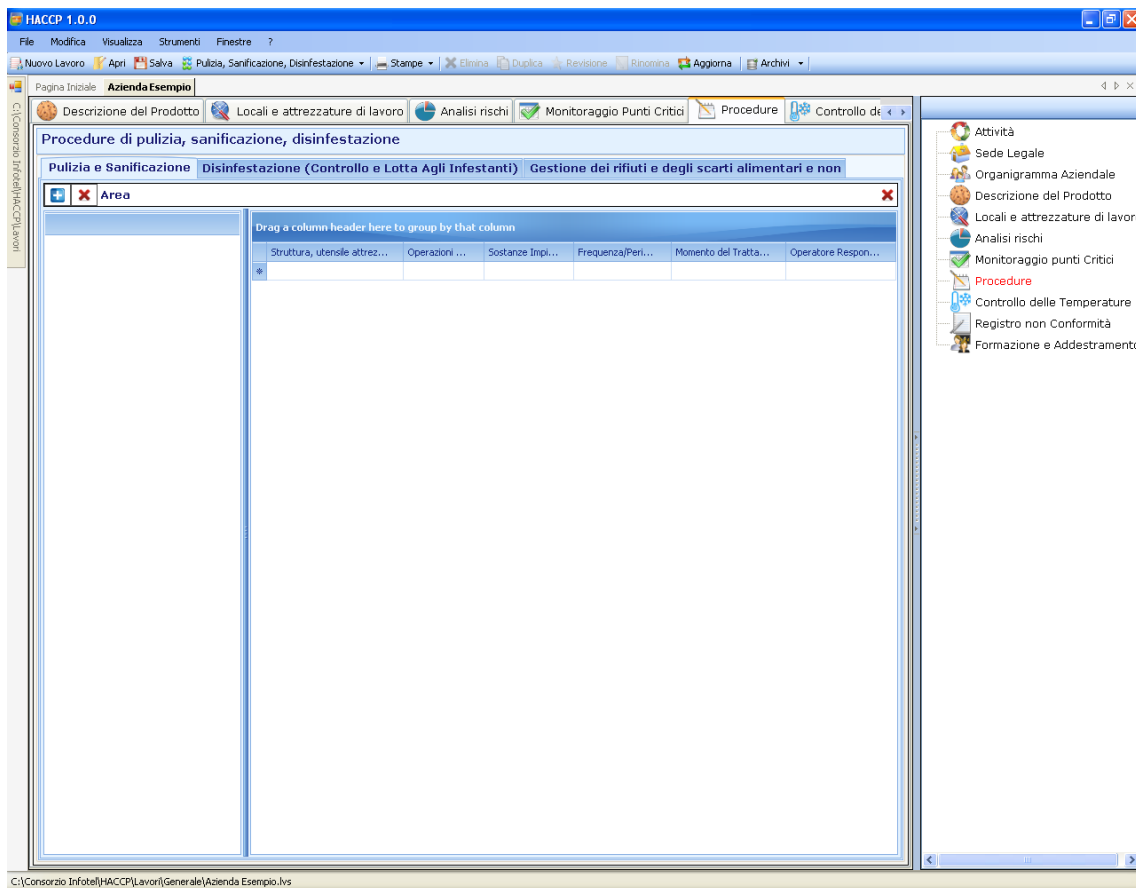 HACCP 1.0.0
File Modifica Visualizza Strumenti Finestre ?
Nuovo Lavoro Apri Salva Pulizia, Sanificazione, Disinfestazione Stampe Elimina Duplica Revisione Rinomina Aggiorna Archivi
Pagina Iniziale Azienda Esempio
C:\Consorzio Infotel\HACCP\Lavori
Descrizione del Prodotto Locali e attrezzature di lavoro Analisi rischi Monitoraggio Punti Critici Procedure Controllo de
Procedure di pulizia, sanificazione, disinfestazione
Pulizia e Sanificazione Disinfestazione (Controllo e Lotta Agli Infestanti) Gestione dei rifiuti e degli scarti alimentari e non
Area
Drag a column header here to group by that column
Struttura, utensile attrez... Operazioni ... Sostanze Impi... Frequenza/Peri... Momento del Tratta... Operatore Respon...
Attività
Sede Legale
Organigramma Aziendale
Descrizione del Prodotto
Locali e attrezzature di lavor
Analisi rischi
Monitoraggio punti Critici
Procedure
Controllo delle Temperature
Registro non Conformità
Formazione e Addestramento
C:\Consorzio Infotel\HACCP\Lavori\Generale\Azienda Esempio.lvs